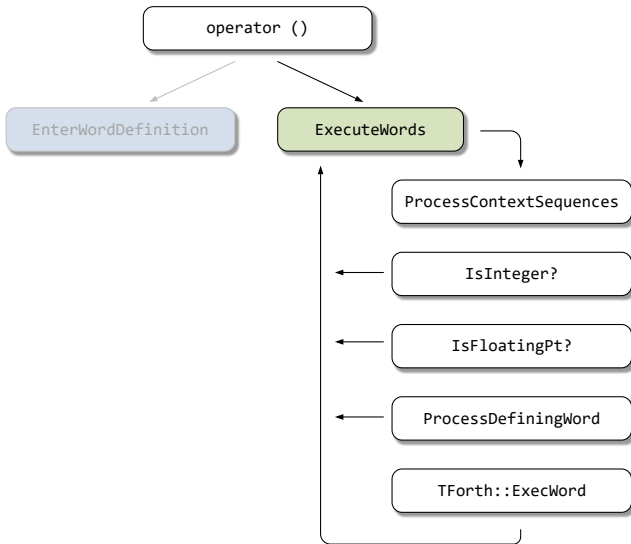 operator ()
EnterWordDefinition
ExecuteWords
ProcessContextSequences
IsInteger?
IsFloatingPt?
ProcessDefiningWord
TForth::ExecWord